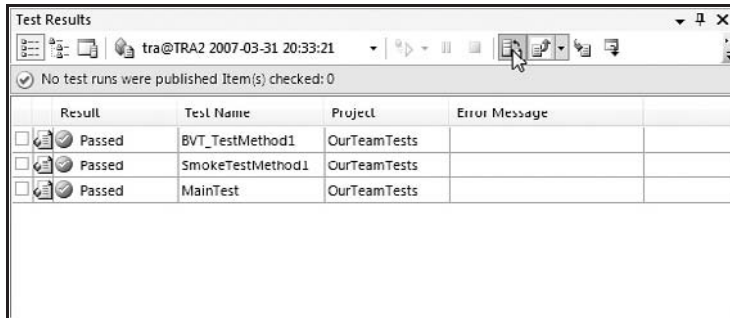 Test Results
tra@TRA2 2007-03-31 20:33:21
No test runs were published Item(s) checked: 0
Result Test Name Project Error Message
Passed BVT_TestMethod1 OurTeamTests
Passed SmokeTestMethod1 OurTeamTests
Passed MainTest OurTeamTests